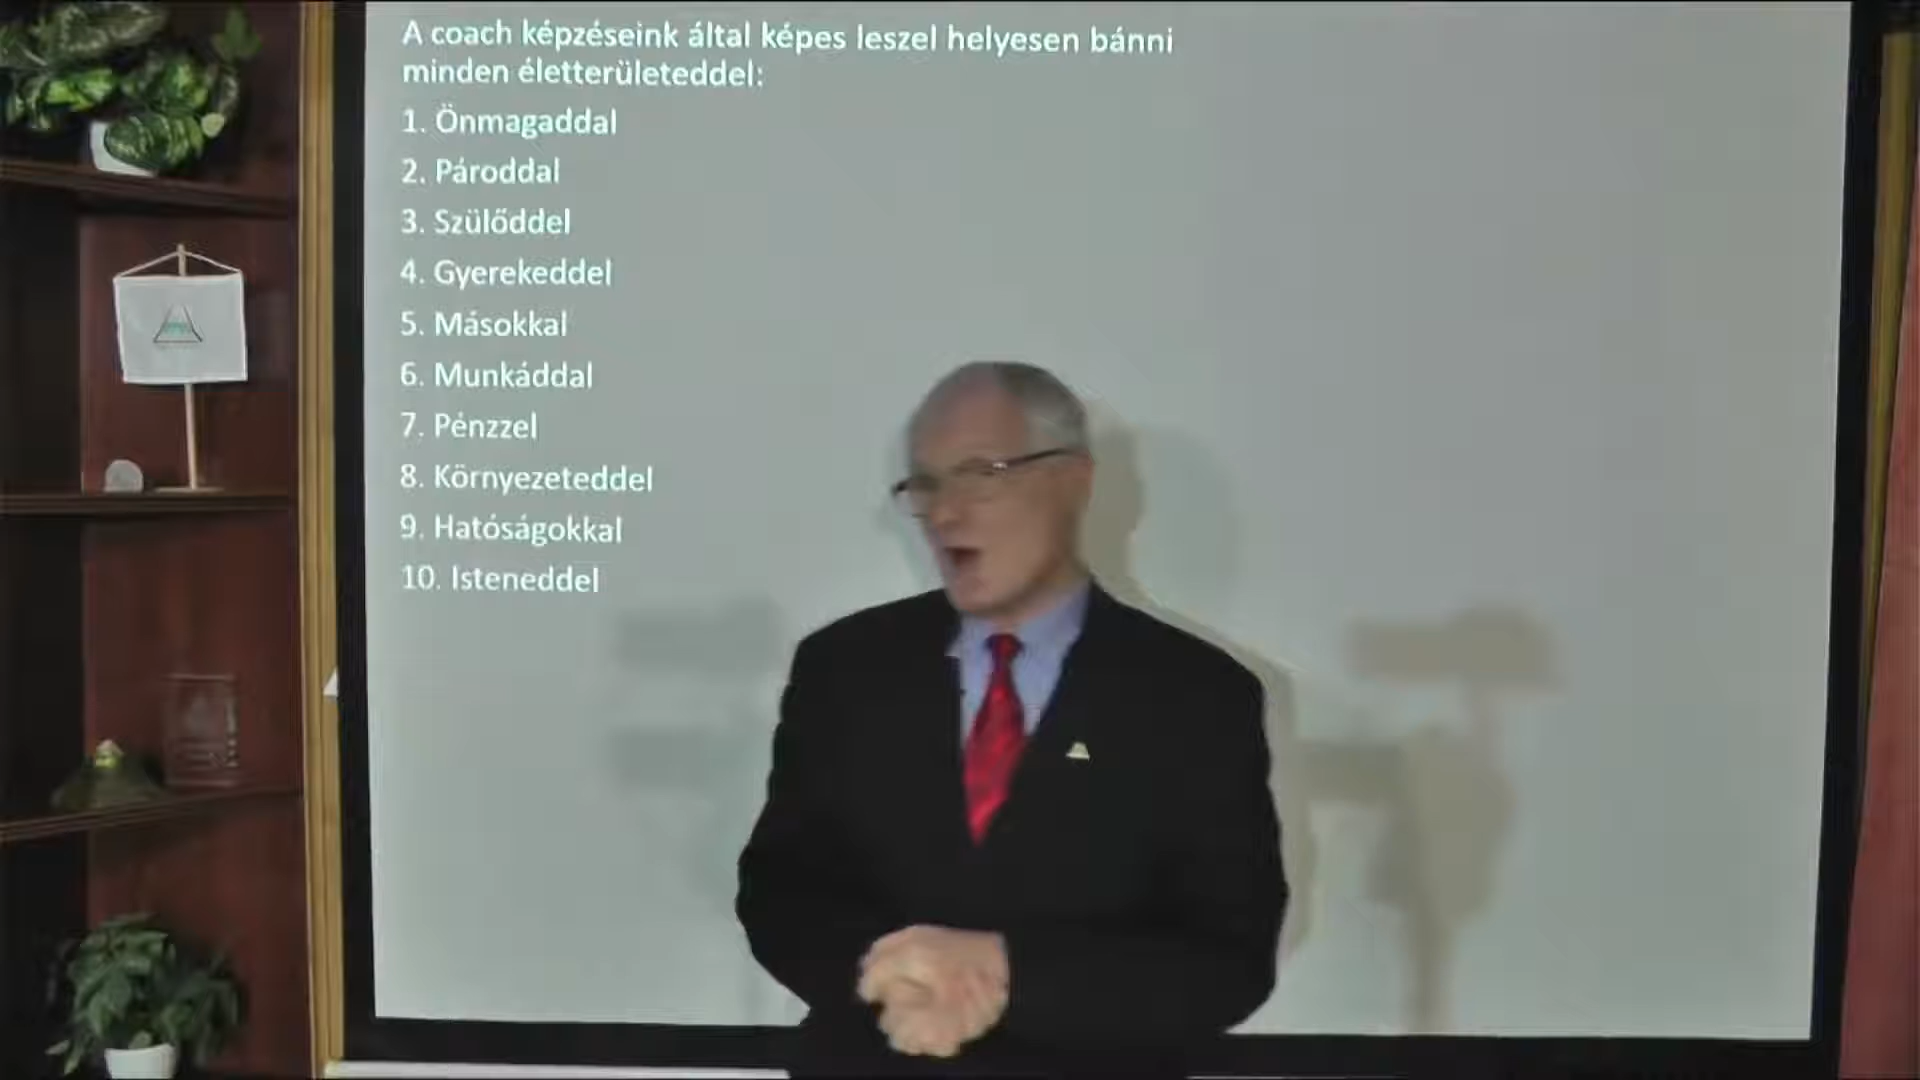 A coach képzéseink által képes leszel helyesen bánni
minden életterületeddel:
1. Önmagaddal
2. Pároddal
3. Szülőddel
4. Gyerekeddel
5. Másokkal
6. Munkáddal
7. Pénzzel
8. Környezeteddel
9. Hatóságokkal
10. Isteneddel